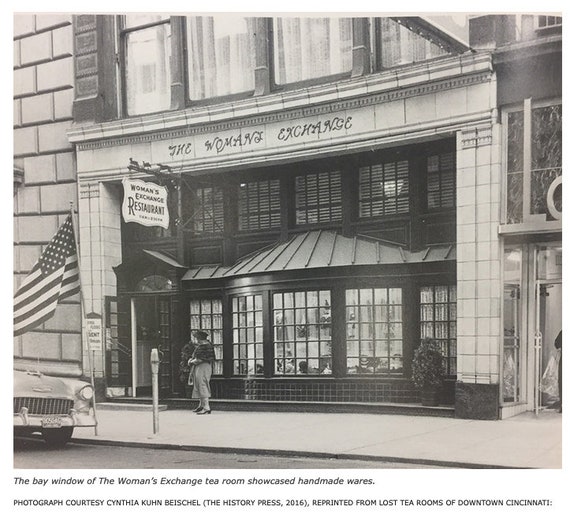 THE WOMAN'S EXCHANGE
WOMAN'S
EXCHANGE
RESTAURANT
The bay window of The Woman's Exchange tea room showcased handmade wares.
PHOTOGRAPH COURTESY CYNTHIA KUHN BEISCHEL (THE HISTORY PRESS, 2016), REPRINTED FROM LOST TEA ROOMS OF DOWNTOWN CINCINNATI: